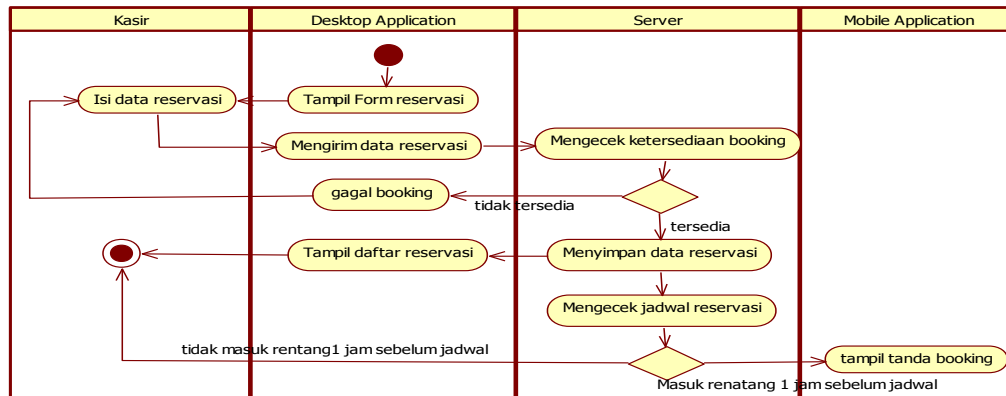 Kasir
Desktop Application
Server
Mobile Application
Isi data reservasi
Tampil Form reservasi
Mengirim data reservasi
Mengecek ketersediaan booking
gagal booking
tidak tersedia
tersedia
Tampil daftar reservasi
Menyimpan data reservasi
Mengecek jadwal reservasi
tidak masuk rentang1 jam sebelum jadwal
tampil tanda booking
Masuk renatang 1 jam sebelum jadwal